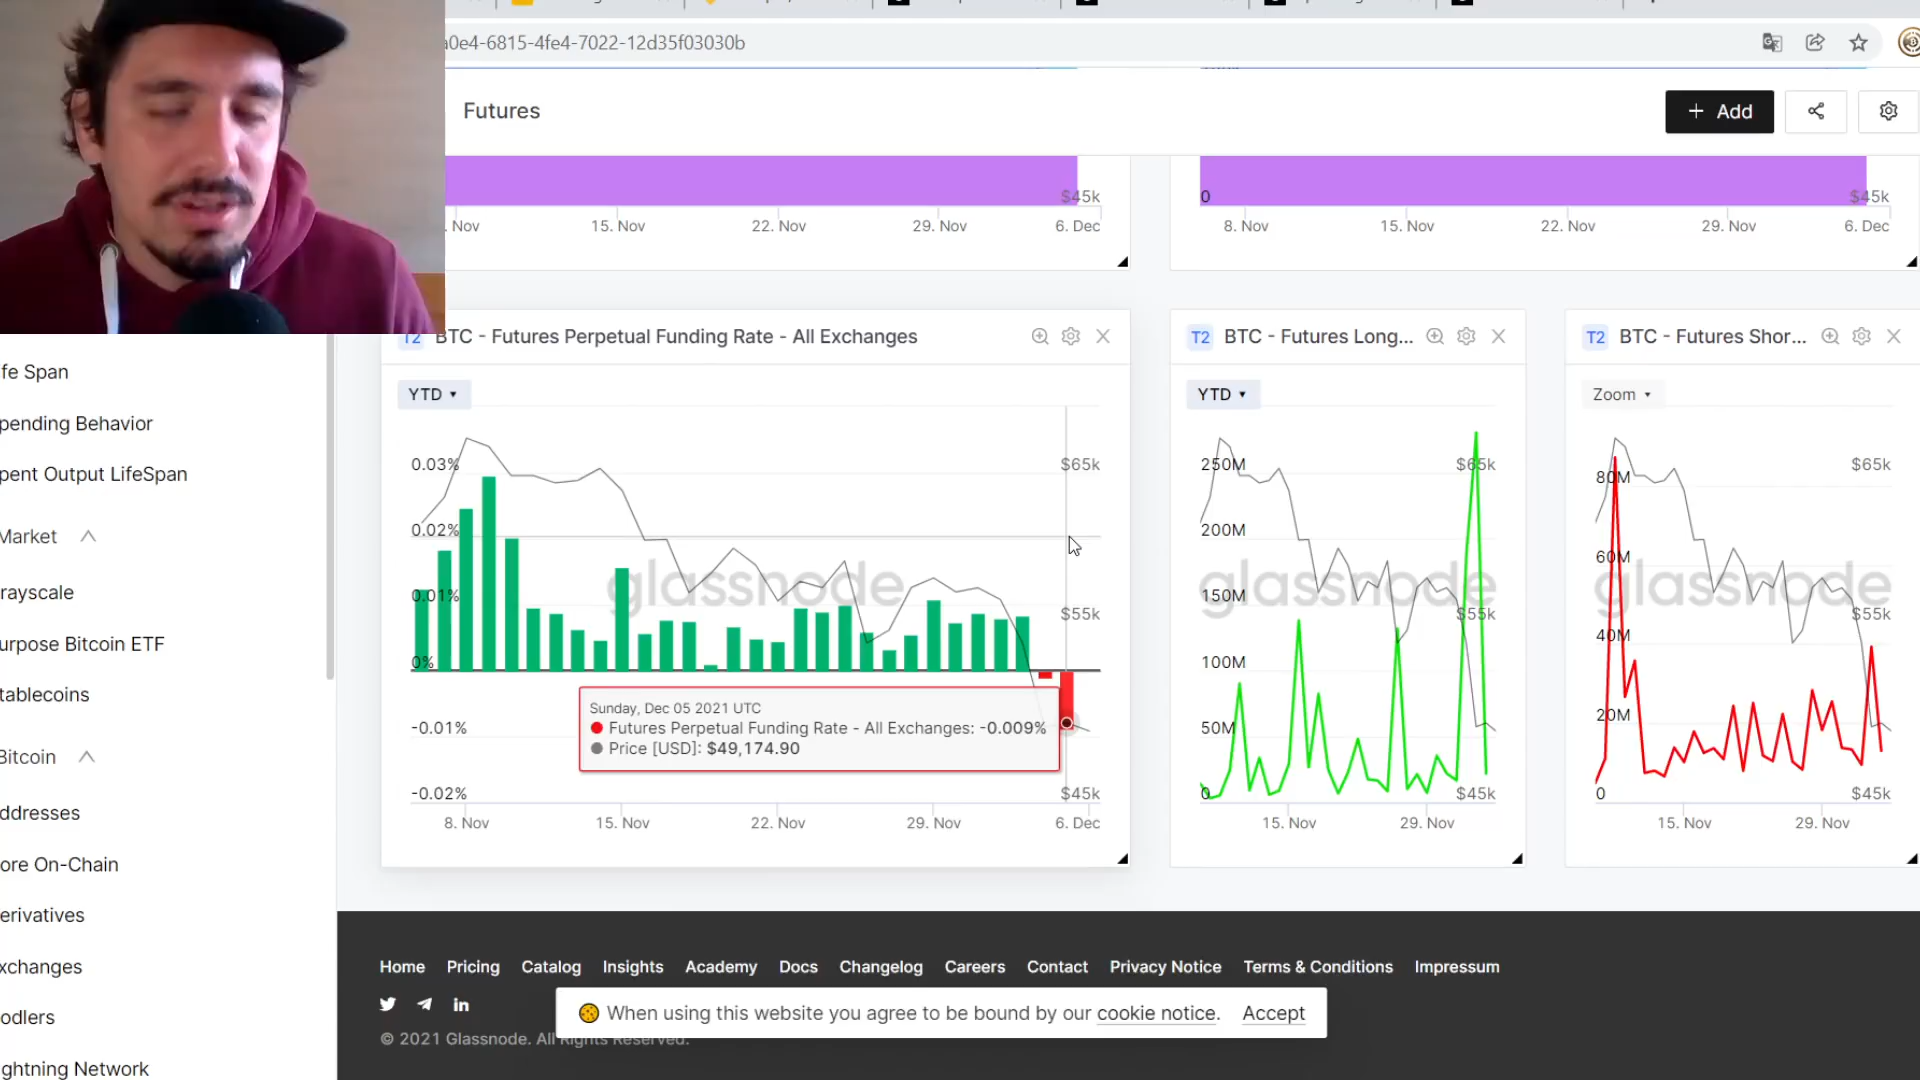 a0e4-6815-4fe4-7022-12d35f03030b
Futures
+ Add
$45k
. Nov 15. Nov 22. Nov 29. Nov 6. Dec
0
$45k
8. Nov 15. Nov 22. Nov 29. Nov 6. Dec
T2 BTC - Futures Perpetual Funding Rate - All Exchanges
YTD
0.03%
0.02%
0.01%
0%
-0.01%
-0.02%
$65k
$55k
$45k
glassnode
Sunday, Dec 05 2021 UTC
Futures Perpetual Funding Rate - All Exchanges: -0.009%
Price [USD]: $49,174.90
8. Nov 15. Nov 22. Nov 29. Nov 6. Dec
T2 BTC - Futures Long...
YTD
250M
200M
150M
100M
50M
0
$65k
$55k
$45k
glassnode
15. Nov 29. Nov
T2 BTC - Futures Shor...
Zoom
80M
60M
40M
20M
0
$65k
$55k
$45k
glassnode
15. Nov 29. Nov
fe Span
pending Behavior
pent Output LifeSpan
Market
rayscale
urpose Bitcoin ETF
tablecoins
Bitcoin
ddresses
ore On-Chain
erivatives
xchanges
odlers
ghtning Network
Home Pricing Catalog Insights Academy Docs Changelog Careers Contact Privacy Notice Terms & Conditions Impressum
When using this website you agree to be bound by our cookie notice. Accept
© 2021 Glassnode. All Rights Reserved.